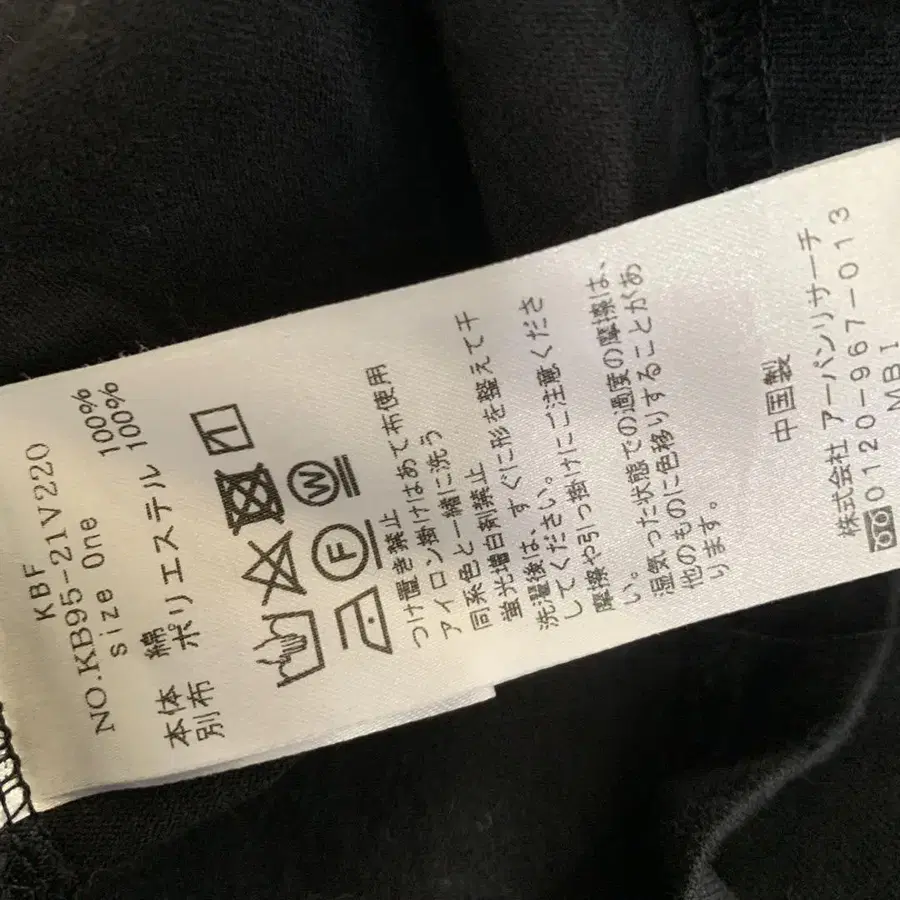 KBF
NO.KB95-21V220
size One
本体 綿 100%
別布 ポリエステル 100%
F
W
つけ置き禁止
アイロン掛けはあて布使用
同系色と一緒に洗う
蛍光増白剤禁止
洗濯後は、すぐに形を整えて干
してください。
摩擦や引っ掛けにご注意くださ
い。
湿気った状態での過度の摩擦は、
他のものに色移りすることがあ
ります。
中国製
株式会社 アーバンリサーチ
0120-967-013
MBI